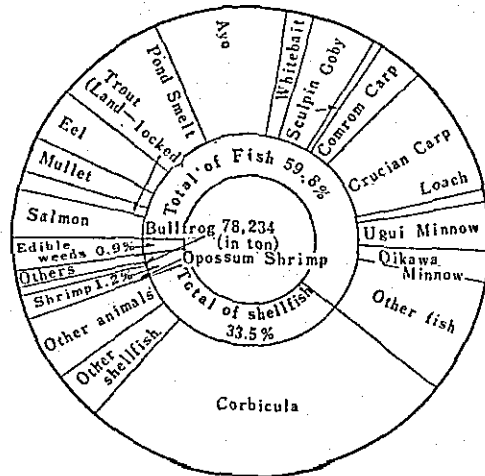 Ayo
Whitebait
Sculpin Goby
Comrom Carp
Crucian Carp
Loach
Ugui Minnow
Oikawa
Minnow
Other fish
Corbicula
Other
shellfish
Other animals
Shrimp 1.2%
Others
Edible
weeds 0.9%
Salmon
Mullet
Eel
Trout
(Land-locked)
Pond Smelt
Total of Fish 59.8%
Bullfrog
78,234
(in ton)
Opossum Shrimp
Total of shellfish
33.5%